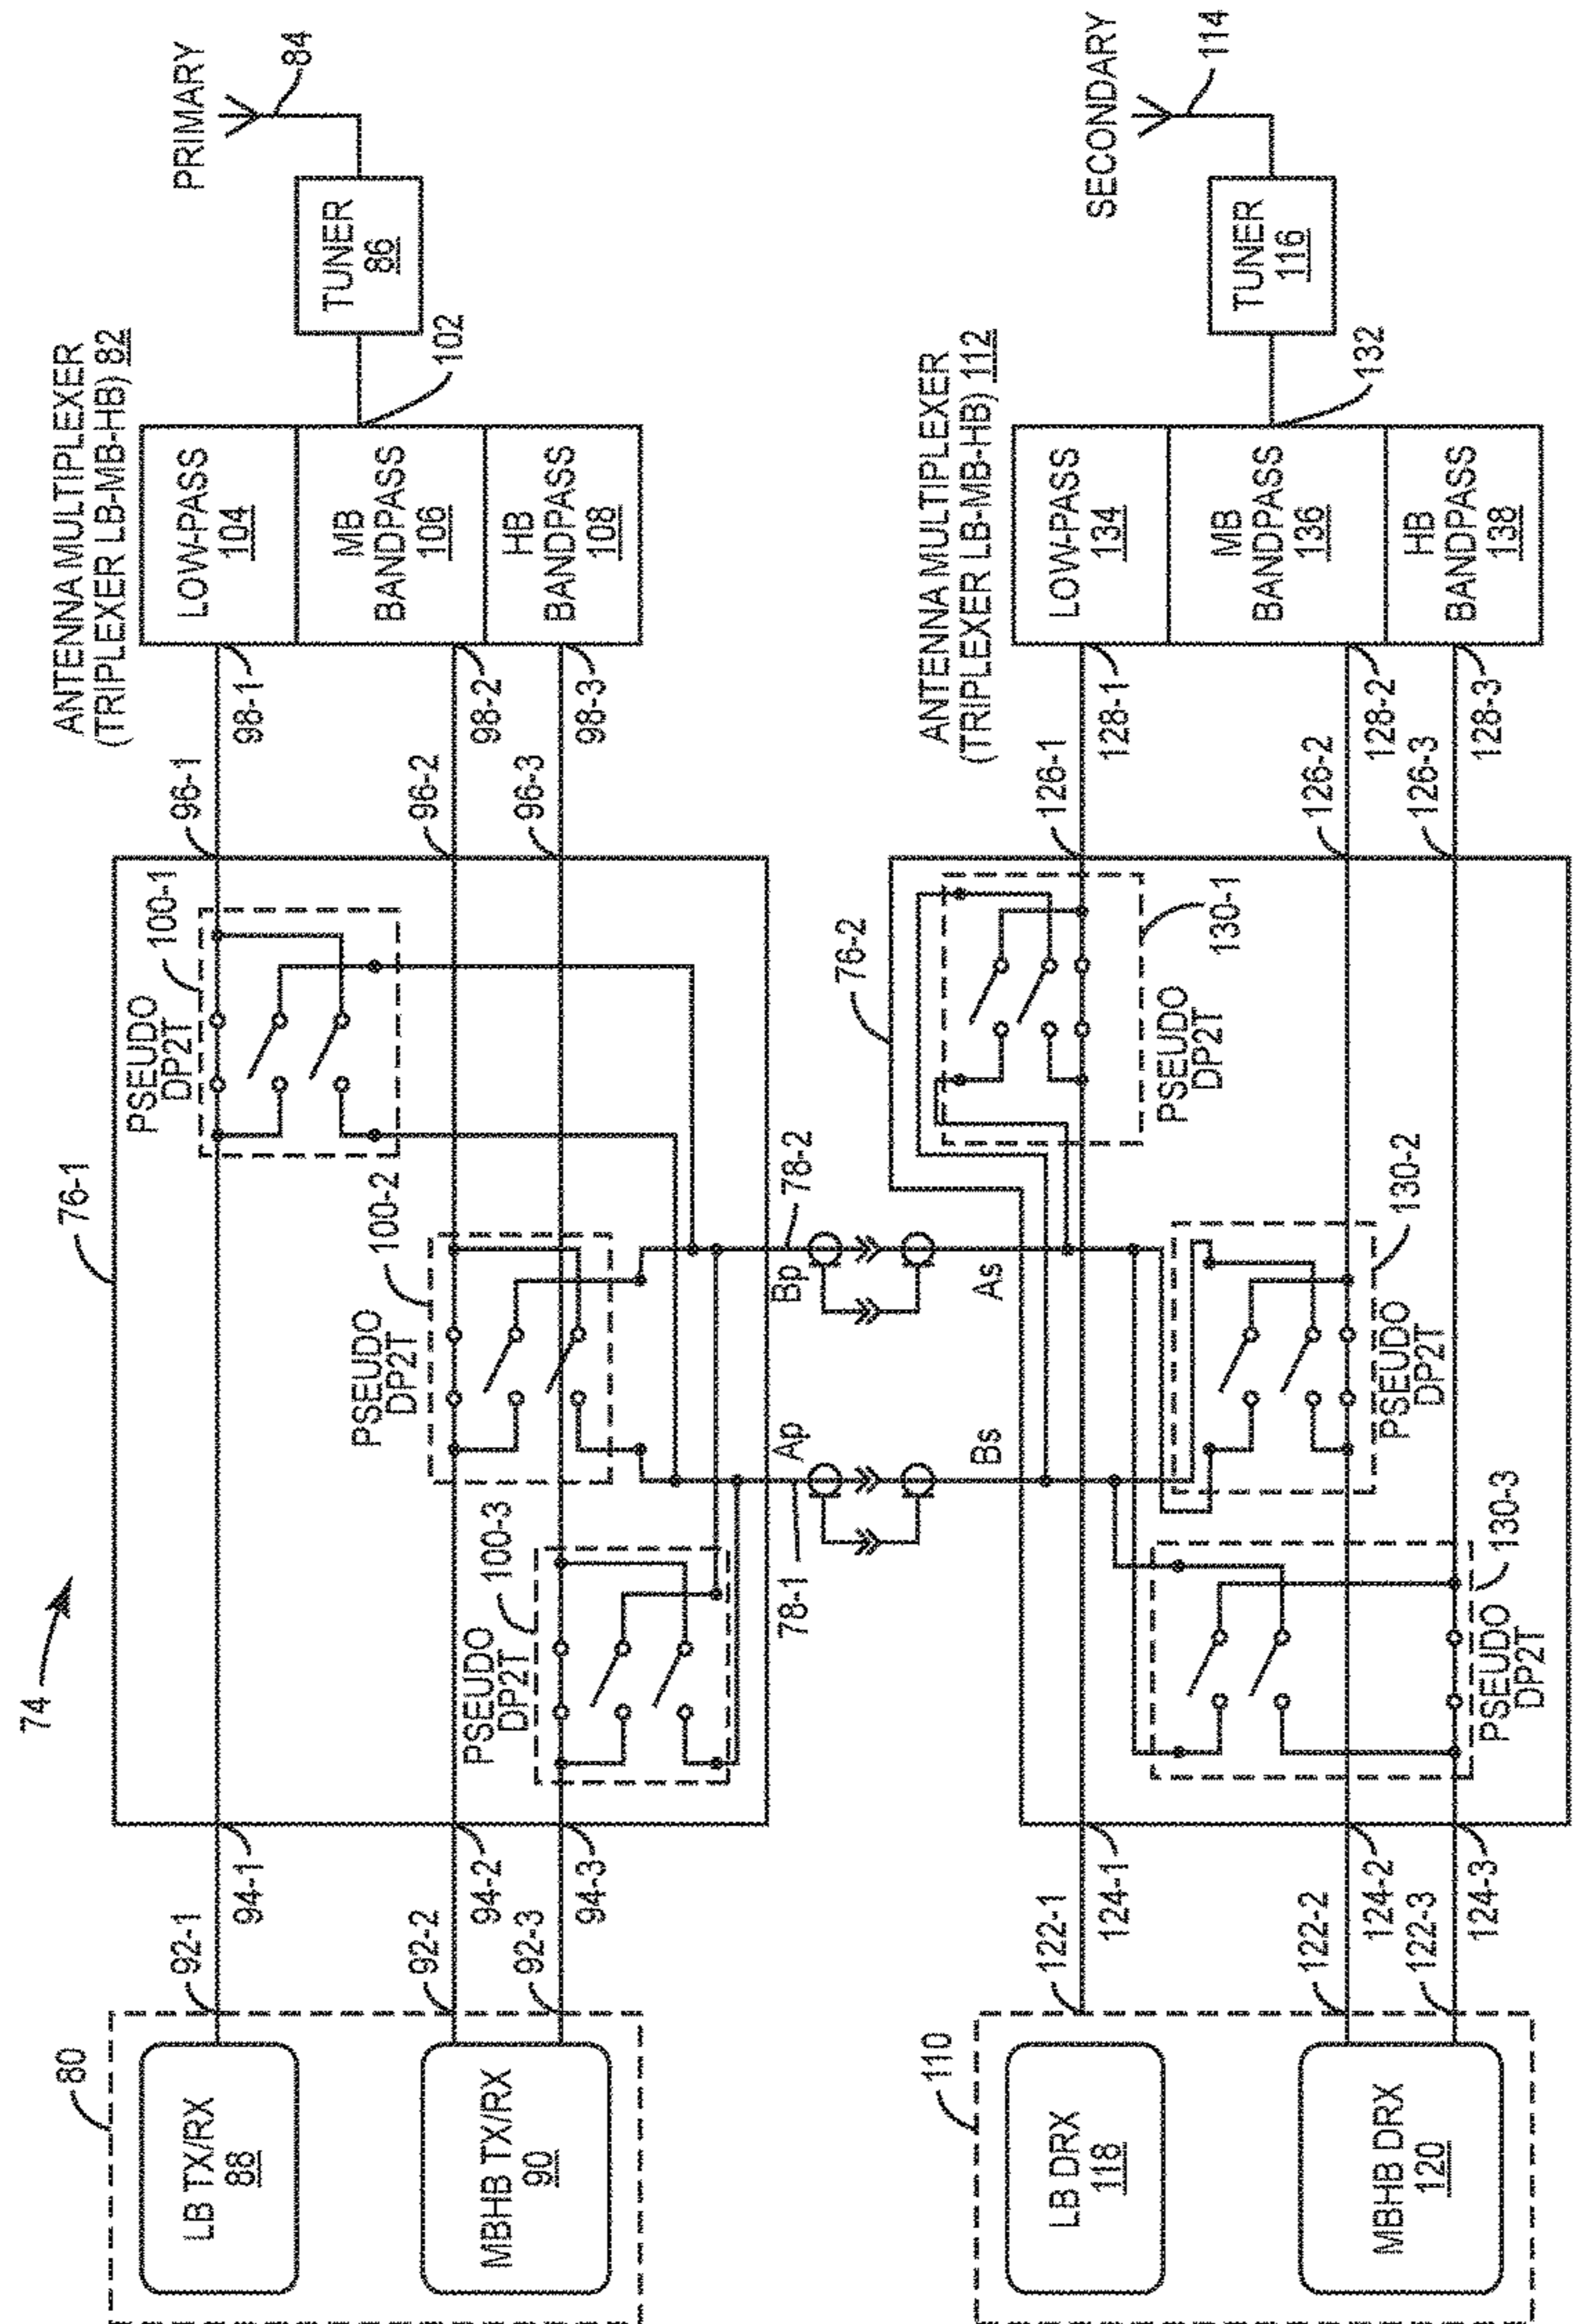 74
76-1
80
LB TX/RX
88
MBHB TX/RX
90
92-1
94-1
92-2
94-2
92-3
94-3
PSEUDO
DP2T
100-1
PSEUDO
DP2T
100-2
PSEUDO
DP2T
100-3
96-1
98-1
96-2
98-2
96-3
98-3
ANTENNA MULTIPLEXER
(TRIPLEXER LB-MB-HB) 82
LOW-PASS
104
MB
BANDPASS
106
HB
BANDPASS
108
102
TUNER
86
PRIMARY
84
78-1
Ap
Bp
78-2
Bs
As
76-2
110
LB DRX
118
MBHB DRX
120
122-1
124-1
122-2
124-2
122-3
124-3
130-1
PSEUDO
DP2T
130-2
PSEUDO
DP2T
130-3
PSEUDO
DP2T
126-1
128-1
126-2
128-2
126-3
128-3
ANTENNA MULTIPLEXER
(TRIPLEXER LB-MB-HB) 112
LOW-PASS
134
MB
BANDPASS
136
HB
BANDPASS
138
132
TUNER
116
SECONDARY
114